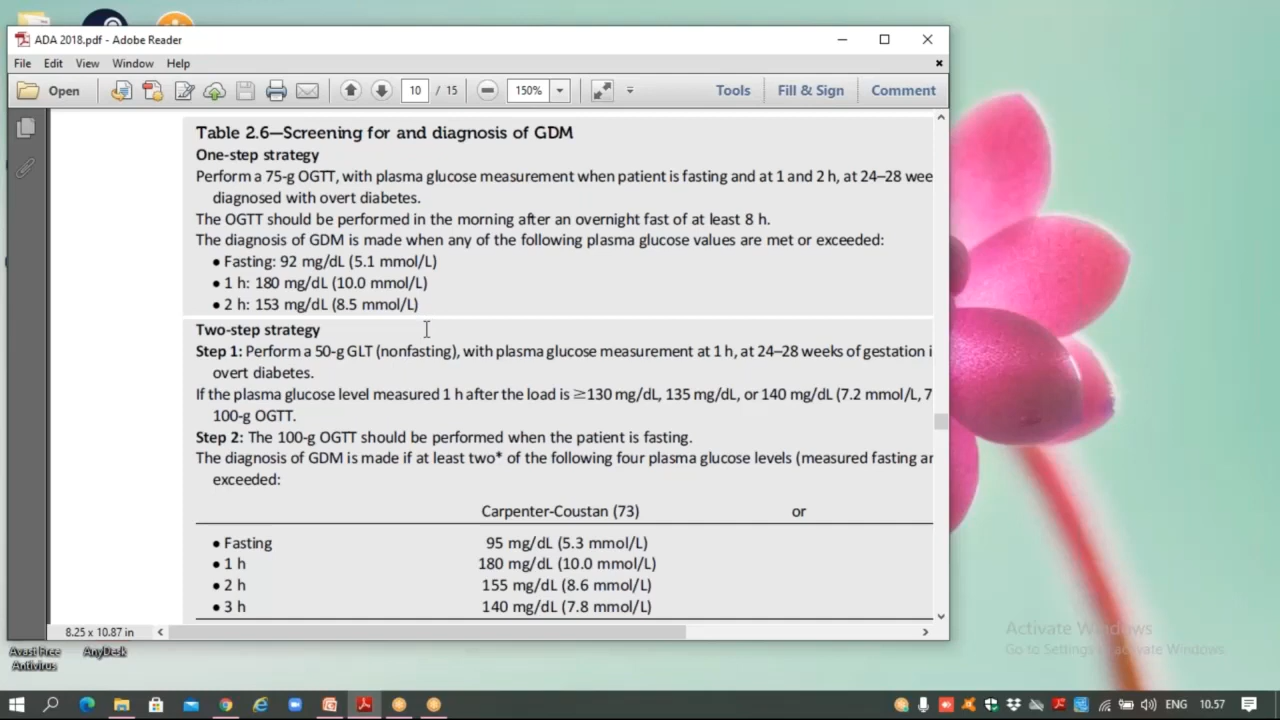 ADA 2018.pdf - Adobe Reader
File Edit View Window Help
Open 10 / 15 150% Tools Fill & Sign Comment
Table 2.6—Screening for and diagnosis of GDM
One-step strategy
Perform a 75-g OGTT, with plasma glucose measurement when patient is fasting and at 1 and 2 h, at 24–28 wee
diagnosed with overt diabetes.
The OGTT should be performed in the morning after an overnight fast of at least 8 h.
The diagnosis of GDM is made when any of the following plasma glucose values are met or exceeded:
• Fasting: 92 mg/dL (5.1 mmol/L)
• 1 h: 180 mg/dL (10.0 mmol/L)
• 2 h: 153 mg/dL (8.5 mmol/L)
Two-step strategy
Step 1: Perform a 50-g GLT (nonfasting), with plasma glucose measurement at 1 h, at 24–28 weeks of gestation i
overt diabetes.
If the plasma glucose level measured 1 h after the load is ≥130 mg/dL, 135 mg/dL, or 140 mg/dL (7.2 mmol/L, 7
100-g OGTT.
Step 2: The 100-g OGTT should be performed when the patient is fasting.
The diagnosis of GDM is made if at least two* of the following four plasma glucose levels (measured fasting ar
exceeded:
Carpenter-Coustan (73) or
• Fasting 95 mg/dL (5.3 mmol/L)
• 1 h 180 mg/dL (10.0 mmol/L)
• 2 h 155 mg/dL (8.6 mmol/L)
• 3 h 140 mg/dL (7.8 mmol/L)
8.25 x 10.87 in
Activate Windows
Go to Settings to activate Windows.
Avast Free AnyDesk
Antivirus
ENG 10.57